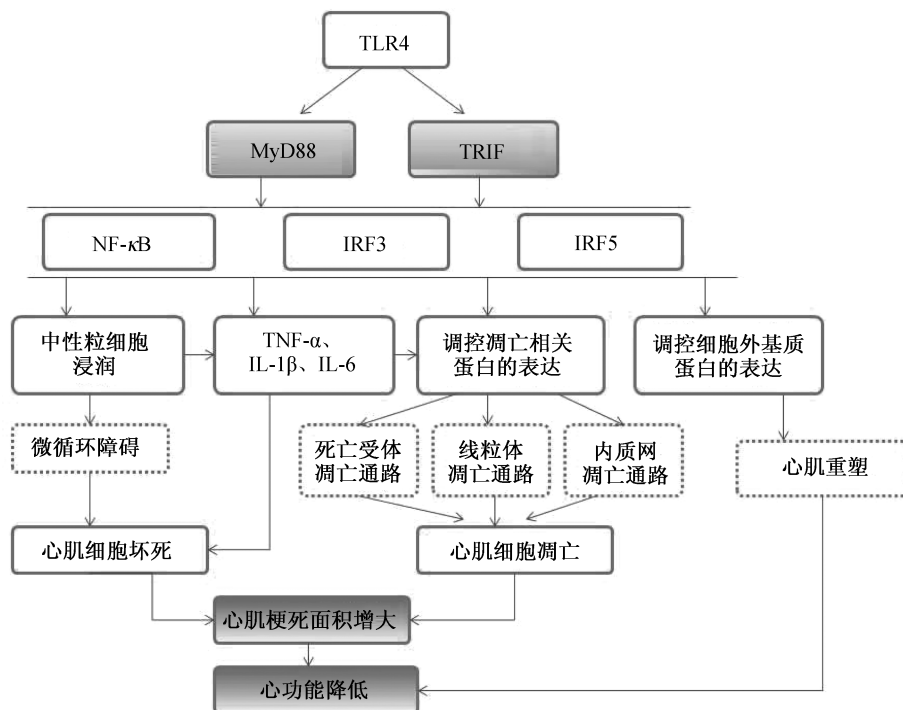 TLR4
MyD88
TRIF
NF-κB
IRF3
IRF5
中性粒细胞
浸润
TNF-α、
IL-1β、IL-6
调控凋亡相关
蛋白的表达
调控细胞外基质
蛋白的表达
微循环障碍
死亡受体
凋亡通路
线粒体
凋亡通路
内质网
凋亡通路
心肌重塑
心肌细胞坏死
心肌细胞凋亡
心肌梗死面积增大
心功能降低